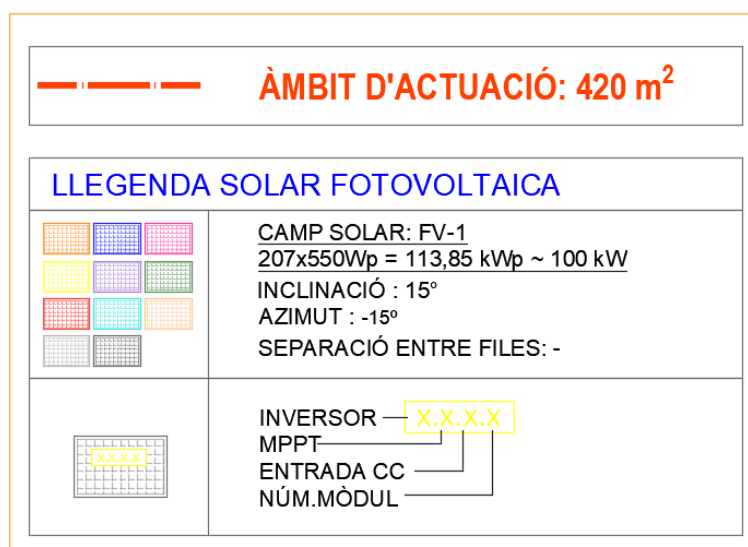 ÀMBIT D'ACTUACIÓ: 420 m²
LLEGENDA SOLAR FOTOVOLTAICA
CAMP SOLAR: FV-1
207x550Wp = 113,85 kWp ~ 100 kW
INCLINACIÓ : 15°
AZIMUT : -15º
SEPARACIÓ ENTRE FILES: -
INVERSOR X.X.X.X
MPPT
X.X.X.X
ENTRADA CC
NÚM.MÒDUL